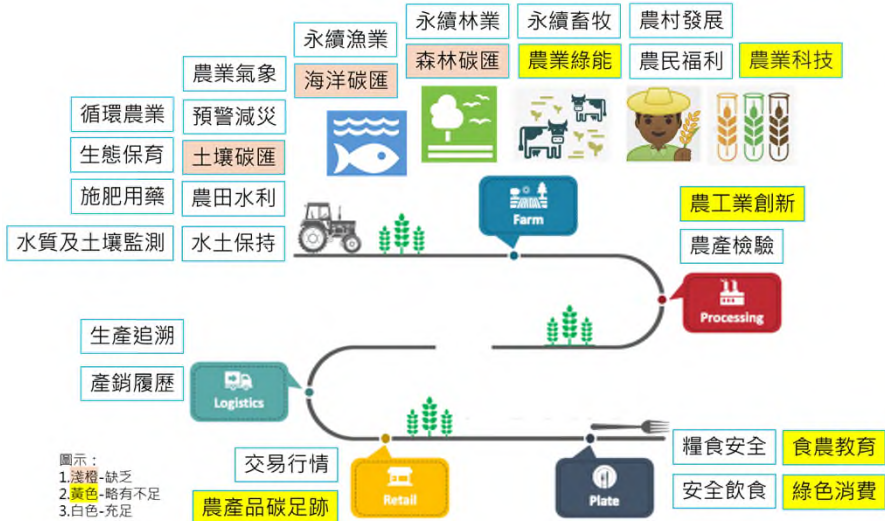 永續漁業
永續林業
永續畜牧
農村發展
農業氣象
海洋碳匯
森林碳匯
農業綠能
農民福利
農業科技
循環農業
預警減災
生態保育
土壤碳匯
施肥用藥
農田水利
水質及土壤監測
水土保持
Farm
農工業創新
農產檢驗
Processing
生產追溯
產銷履歷
Logistics
交易行情
農產品碳足跡
Retail
Plate
糧食安全
食農教育
安全飲食
綠色消費
圖示：
1.淺橙-缺乏
2.黃色-略有不足
3.白色-充足